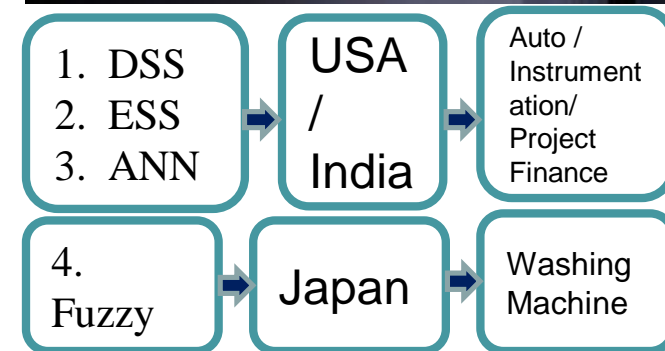 1. DSS
2. ESS
3. ANN
USA
/
India
Auto /
Instrument
ation/
Project
Finance
4.
Fuzzy
Japan
Washing
Machine